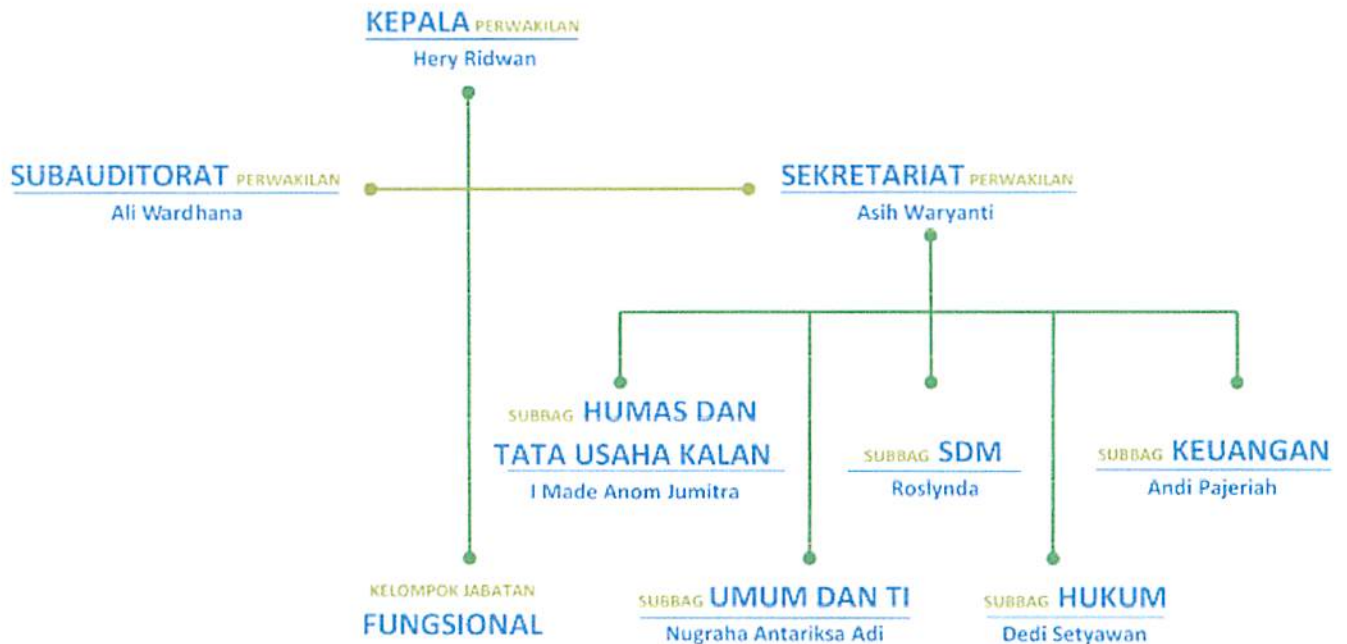 KEPALA PERWAKILAN
Hery Ridwan
SUBAUDITORAT PERWAKILAN
Ali Wardhana
SEKRETARIAT PERWAKILAN
Asih Waryanti
SUBBAG HUMAS DAN
TATA USAHA KALAN
I Made Anom Jumitra
SUBBAG SDM
Roslynda
SUBBAG KEUANGAN
Andi Pajeriah
KELOMPOK JABATAN
FUNGSIONAL
SUBBAG UMUM DAN TI
Nugraha Antariksa Adi
SUBBAG HUKUM
Dedi Setyawan